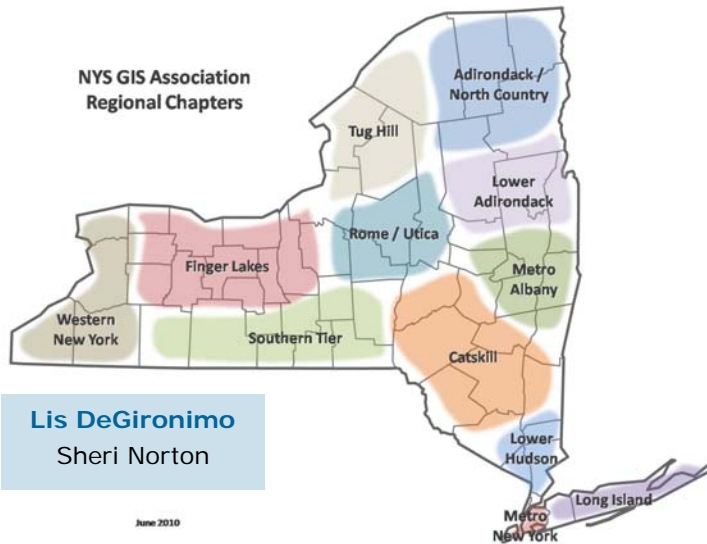 NYS GIS Association
Regional Chapters
Adirondack /
North Country
Tug Hill
Lower
Adirondack
Rome / Utica
Finger Lakes
Metro
Albany
Western
New York
Southern Tier
Catskill
Lis DeGironimo
Sheri Norton
Lower
Hudson
Long Island
Metro
New York
June 2010